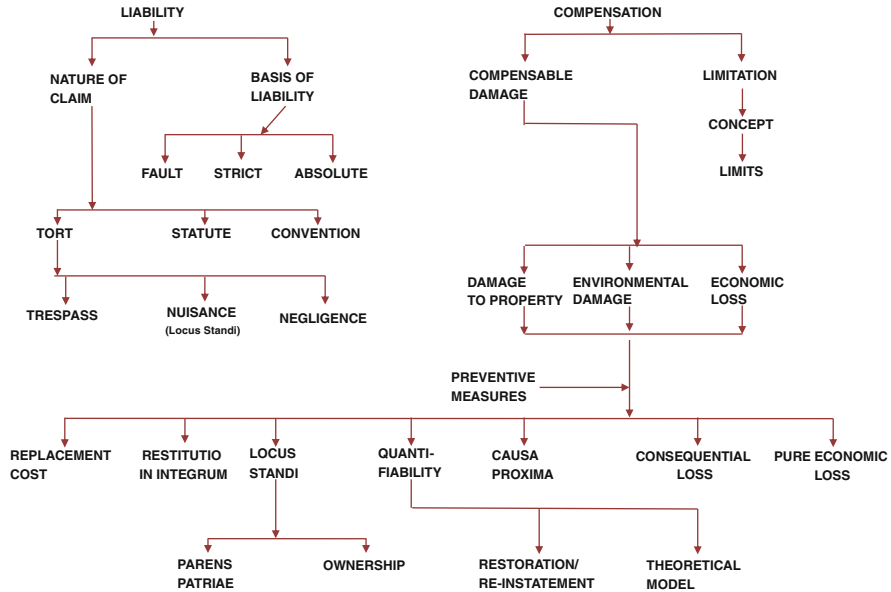 LIABILITY
NATURE OF
CLAIM
BASIS OF
LIABILITY
FAULT
STRICT
ABSOLUTE
TORT
STATUTE
CONVENTION
TRESPASS
NUISANCE
(Locus Standi)
NEGLIGENCE
COMPENSATION
COMPENSABLE
DAMAGE
LIMITATION
CONCEPT
LIMITS
DAMAGE
TO PROPERTY
ENVIRONMENTAL
DAMAGE
ECONOMIC
LOSS
PREVENTIVE
MEASURES
REPLACEMENT
COST
RESTITUTIO
IN INTEGRUM
LOCUS
STANDI
QUANTI-
FIABILITY
CAUSA
PROXIMA
CONSEQUENTIAL
LOSS
PURE ECONOMIC
LOSS
PARENS
PATRIAE
OWNERSHIP
RESTORATION/
RE-INSTATEMENT
THEORETICAL
MODEL